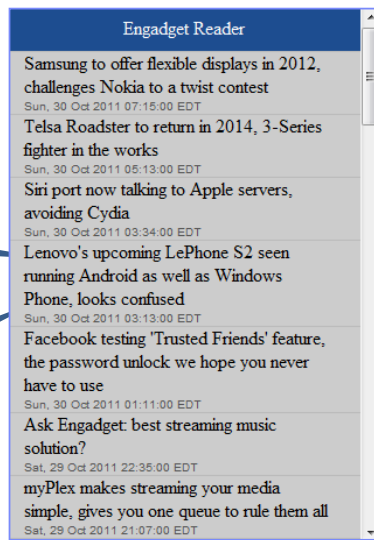 Engadget Reader
Samsung to offer flexible displays in 2012,
challenges Nokia to a twist contest
Sun, 30 Oct 2011 07:15:00 EDT
Telsa Roadster to return in 2014, 3-Series
fighter in the works
Sun, 30 Oct 2011 05:13:00 EDT
Siri port now talking to Apple servers,
avoiding Cydia
Sun, 30 Oct 2011 03:34:00 EDT
Lenovo's upcoming LePhone S2 seen
running Android as well as Windows
Phone, looks confused
Sun, 30 Oct 2011 03:13:00 EDT
Facebook testing 'Trusted Friends' feature,
the password unlock we hope you never
have to use
Sun, 30 Oct 2011 01:11:00 EDT
Ask Engadget: best streaming music
solution?
Sat, 29 Oct 2011 22:35:00 EDT
myPlex makes streaming your media
simple, gives you one queue to rule them all
Sat, 29 Oct 2011 21:07:00 EDT